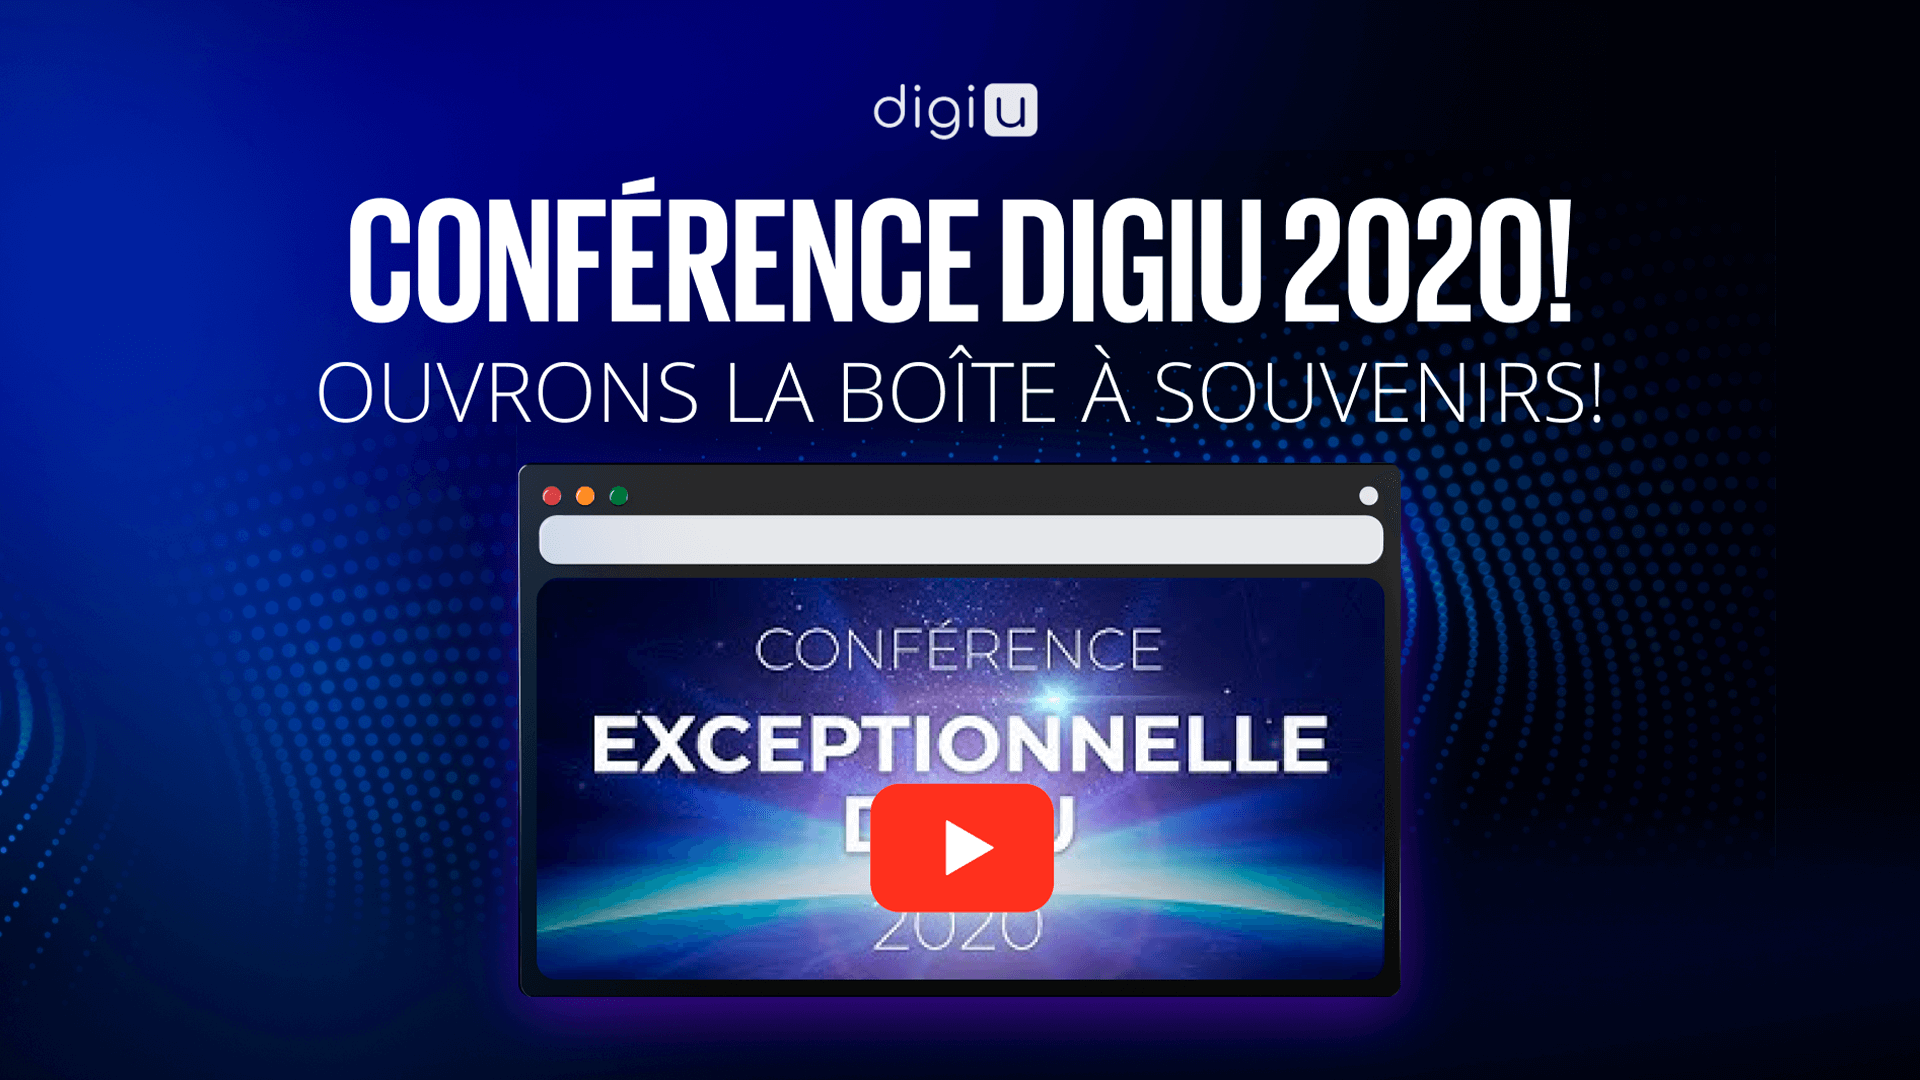 digiu
CONFÉRENCE DIGIU 2020!
OUVRONS LA BOÎTE À SOUVENIRS!
CONFÉRENCE
EXCEPTIONNELLE
2020